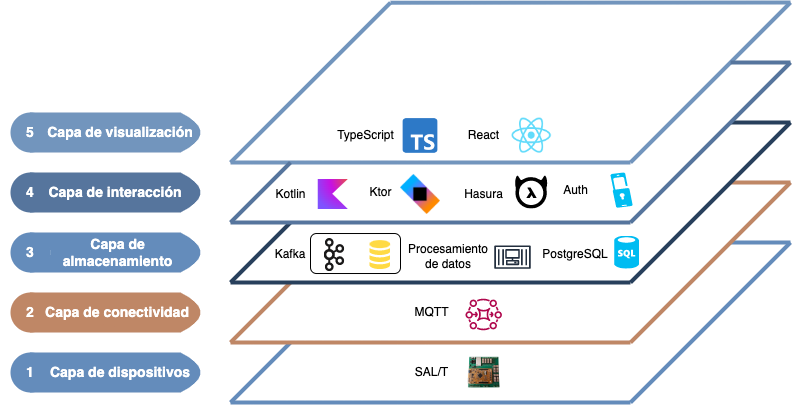 TypeScript
TS
React
5 Capa de visualización
4 Capa de interacción
Kotlin
Ktor
Hasura
Auth
3 Capa de
almacenamiento
Kafka
Procesamiento
de datos
PostgreSQL
SQL
2 Capa de conectividad
MQTT
1 Capa de dispositivos
SAL/T